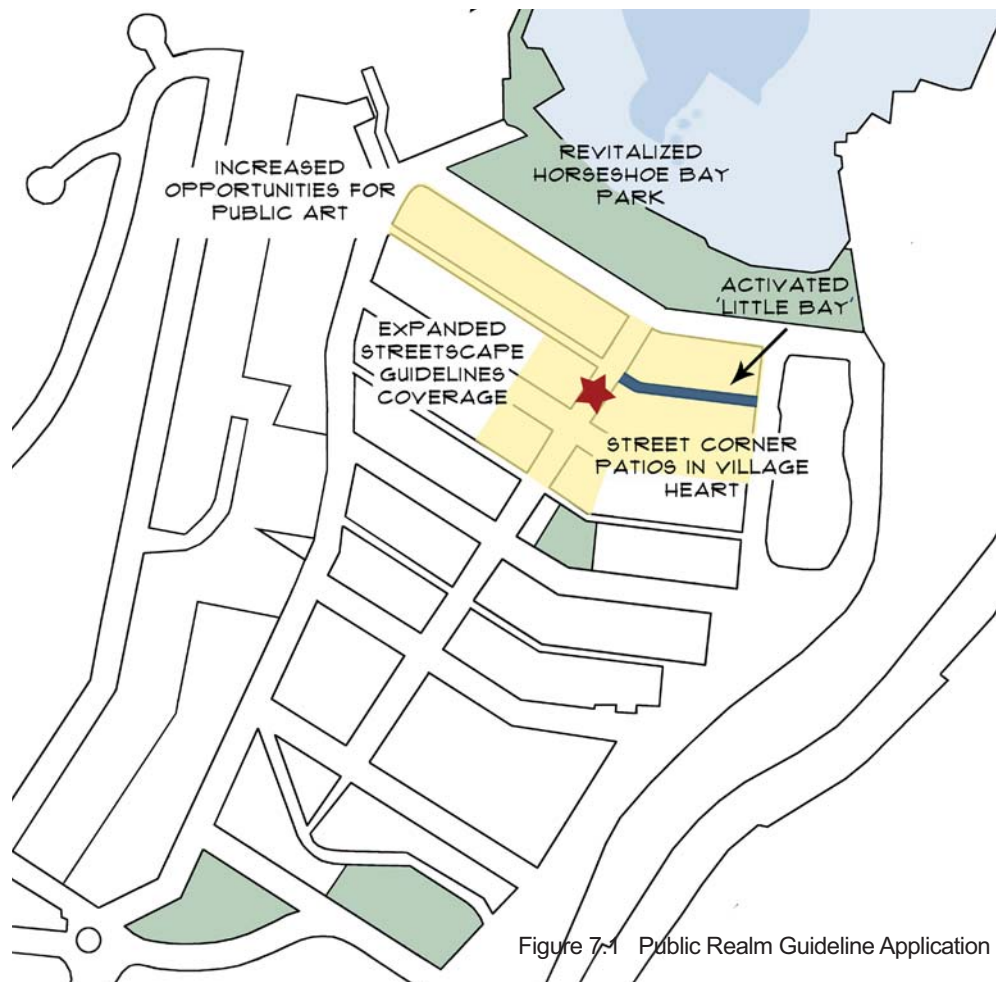 INCREASED
OPPORTUNITIES FOR
PUBLIC ART
REVITALIZED
HORSESHOE BAY
PARK
ACTIVATED
'LITTLE BAY'
EXPANDED
STREETSCAPE
GUIDELINES
COVERAGE
STREET CORNER
PATIOS IN VILLAGE
HEART
Figure 7.1 Public Realm Guideline Application